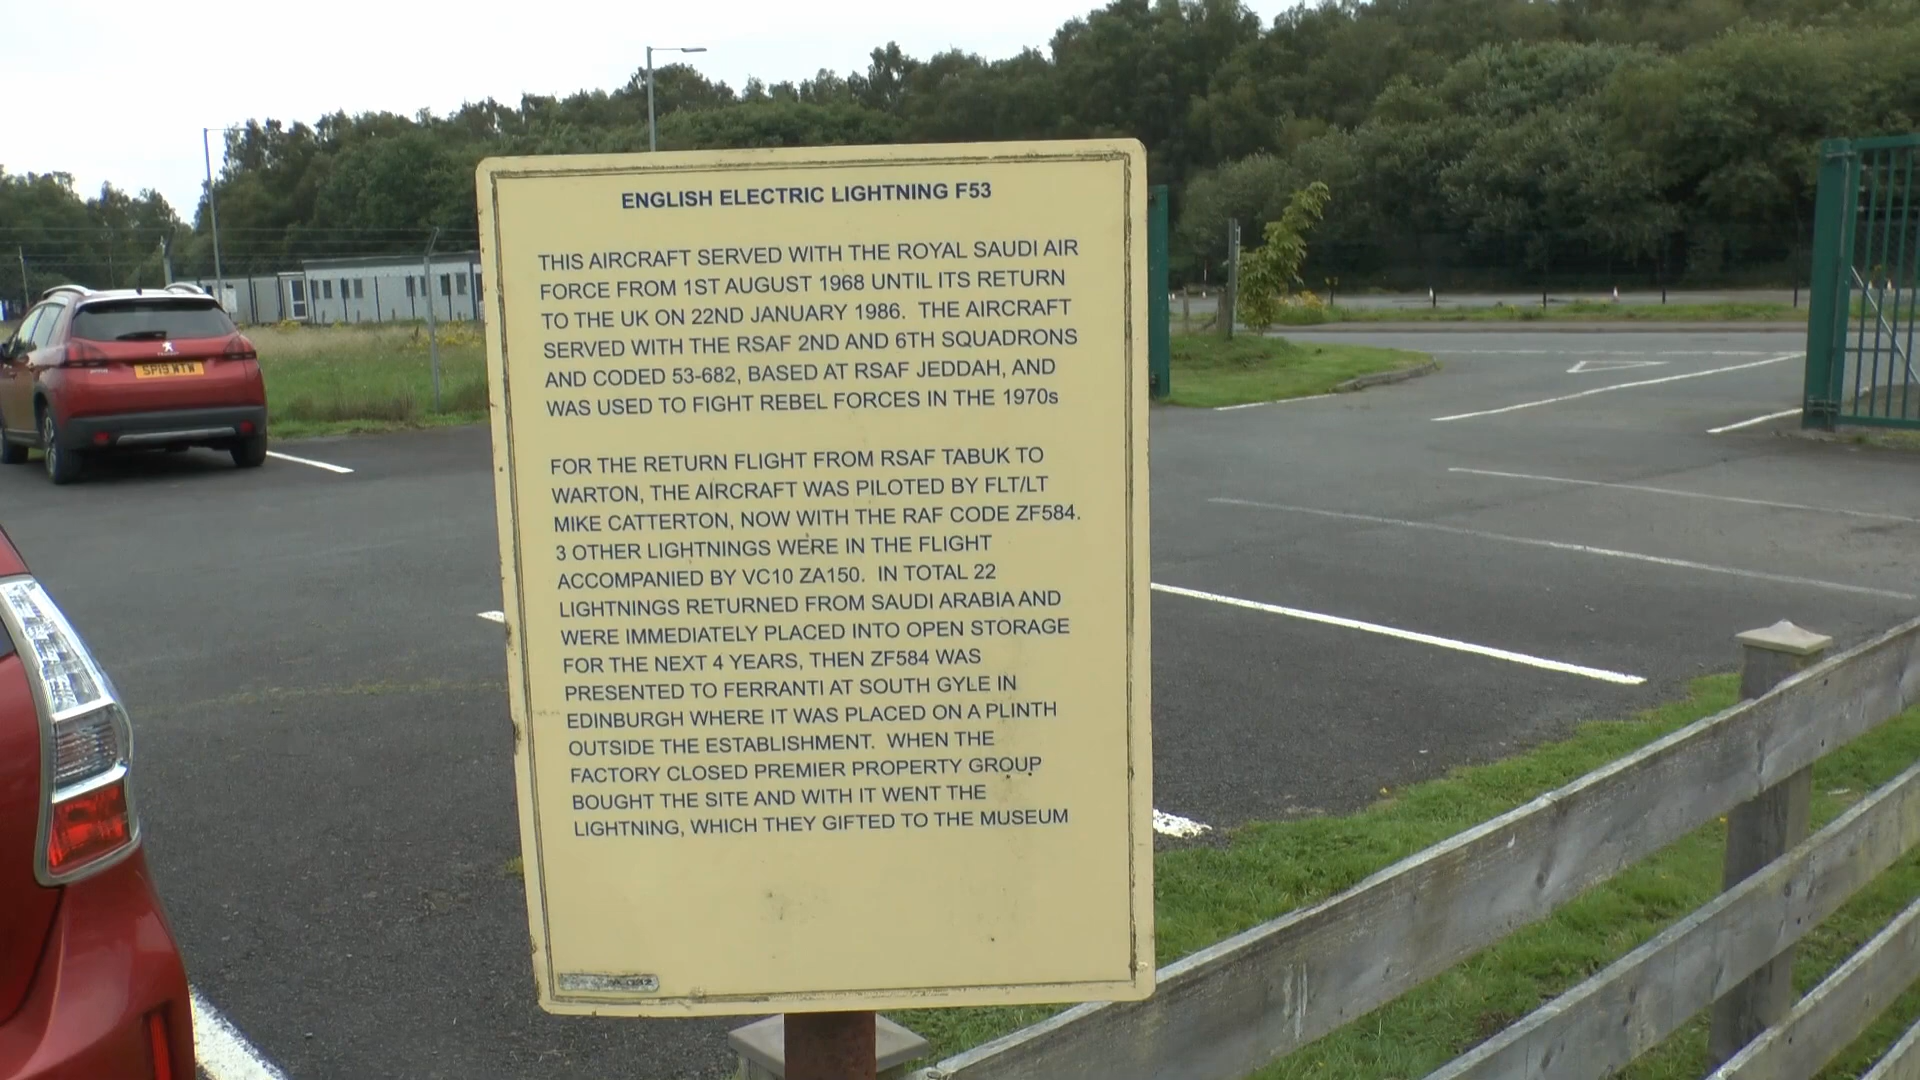 ENGLISH ELECTRIC LIGHTNING F53
THIS AIRCRAFT SERVED WITH THE ROYAL SAUDI AIR
FORCE FROM 1ST AUGUST 1968 UNTIL ITS RETURN
TO THE UK ON 22ND JANUARY 1986. THE AIRCRAFT
SERVED WITH THE RSAF 2ND AND 6TH SQUADRONS
AND CODED 53-682, BASED AT RSAF JEDDAH, AND
WAS USED TO FIGHT REBEL FORCES IN THE 1970s
FOR THE RETURN FLIGHT FROM RSAF TABUK TO
WARTON, THE AIRCRAFT WAS PILOTED BY FLT/LT
MIKE CATTERTON, NOW WITH THE RAF CODE ZF584.
3 OTHER LIGHTNINGS WERE IN THE FLIGHT
ACCOMPANIED BY VC10 ZA150. IN TOTAL 22
LIGHTNINGS RETURNED FROM SAUDI ARABIA AND
WERE IMMEDIATELY PLACED INTO OPEN STORAGE
FOR THE NEXT 4 YEARS, THEN ZF584 WAS
PRESENTED TO FERRANTI AT SOUTH GYLE IN
EDINBURGH WHERE IT WAS PLACED ON A PLINTH
OUTSIDE THE ESTABLISHMENT. WHEN THE
FACTORY CLOSED PREMIER PROPERTY GROUP
BOUGHT THE SITE AND WITH IT WENT THE
LIGHTNING, WHICH THEY GIFTED TO THE MUSEUM
SP19 WTW